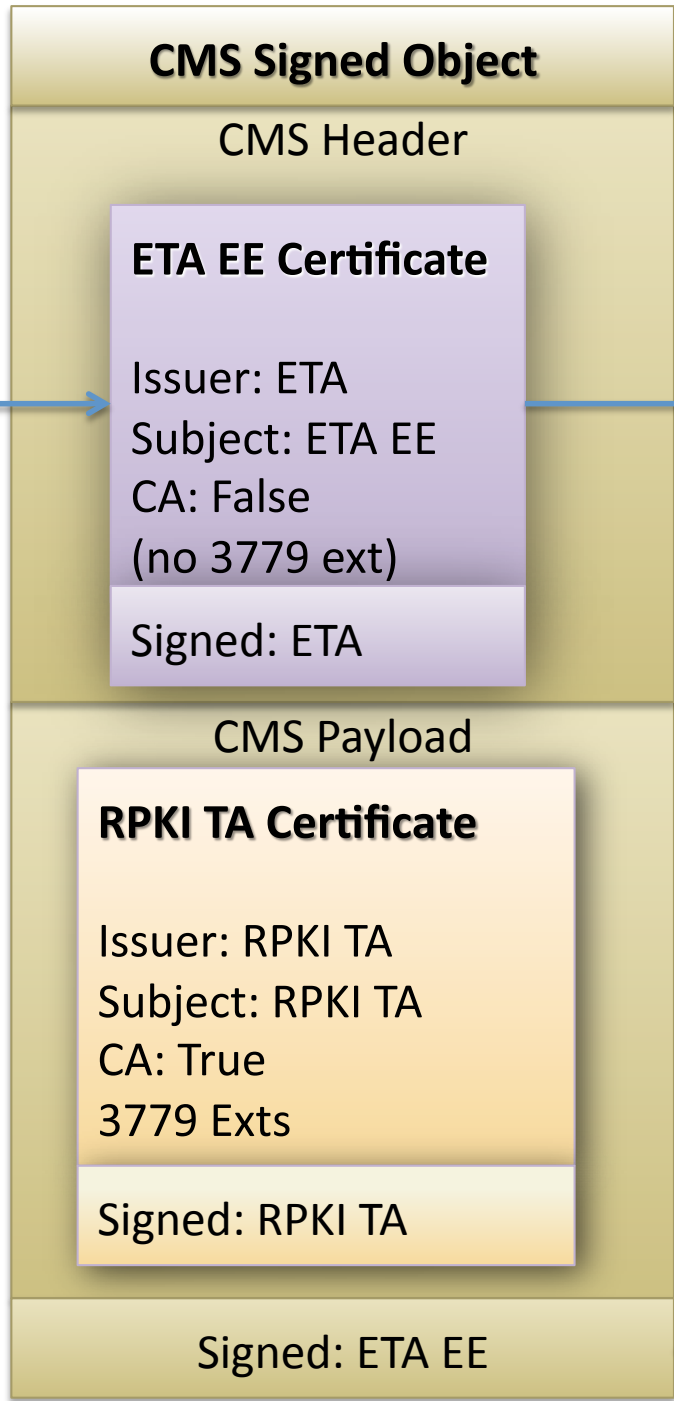 CMS Signed Object
CMS Header
ETA EE Certificate
Issuer: ETA
Subject: ETA EE
CA: False
(no 3779 ext)
Signed: ETA
CMS Payload
RPKI TA Certificate
Issuer: RPKI TA
Subject: RPKI TA
CA: True
3779 Exts
Signed: RPKI TA
Signed: ETA EE